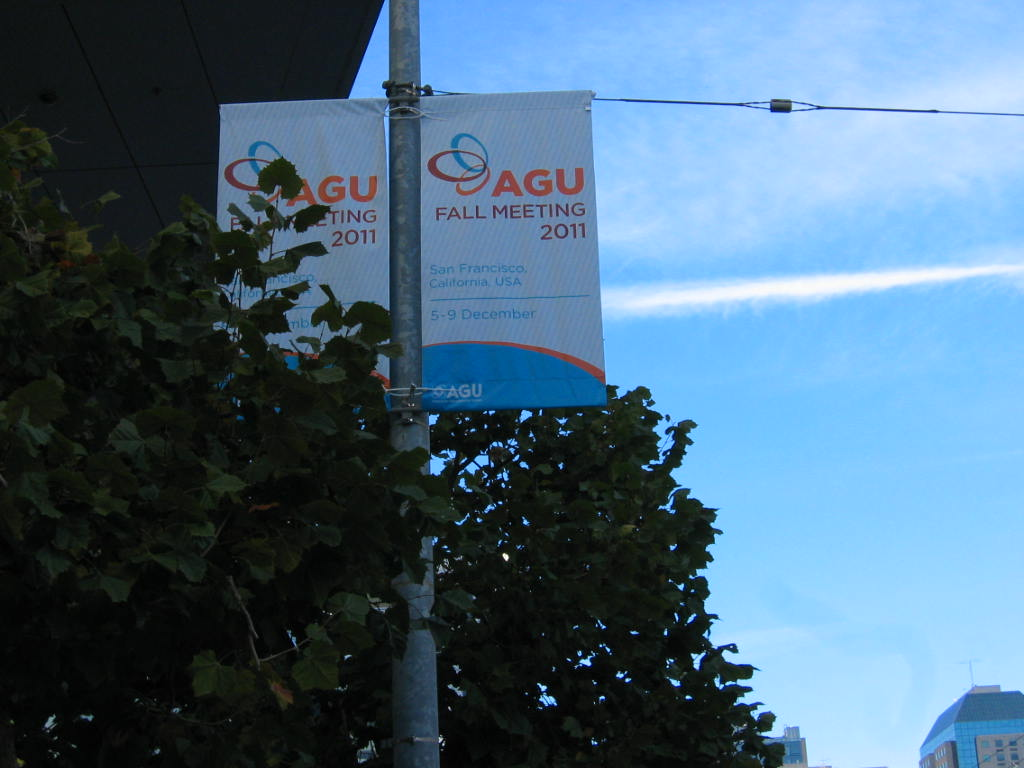 AGU
FALL MEETING
2011
San Francisco,
California, USA
5-9 December
AGU
AGU
MEETING
2011